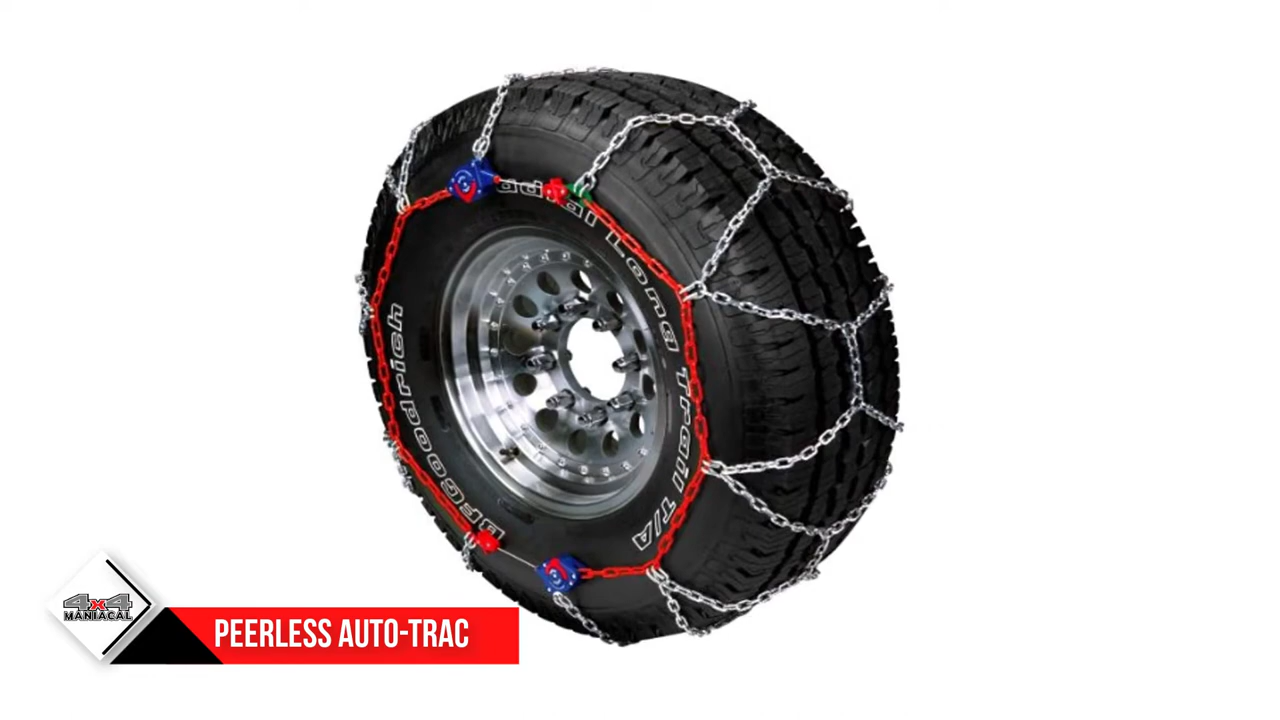 Radial Long Trail T/A
BFGoodrich
4x4
MANIACAL
PEERLESS AUTO-TRAC